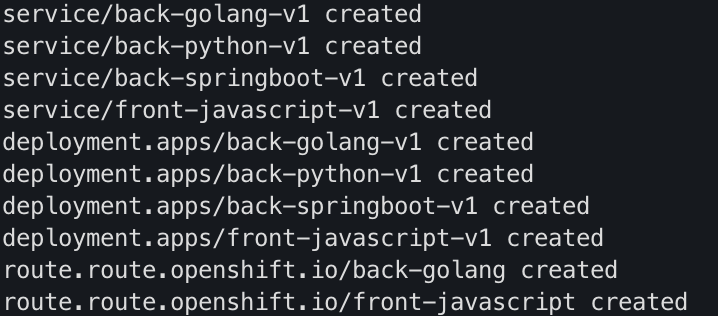 service/back-golang-v1 created
service/back-python-v1 created
service/back-springboot-v1 created
service/front-javascript-v1 created
deployment.apps/back-golang-v1 created
deployment.apps/back-python-v1 created
deployment.apps/back-springboot-v1 created
deployment.apps/front-javascript-v1 created
route.route.openshift.io/back-golang created
route.route.openshift.io/front-javascript created